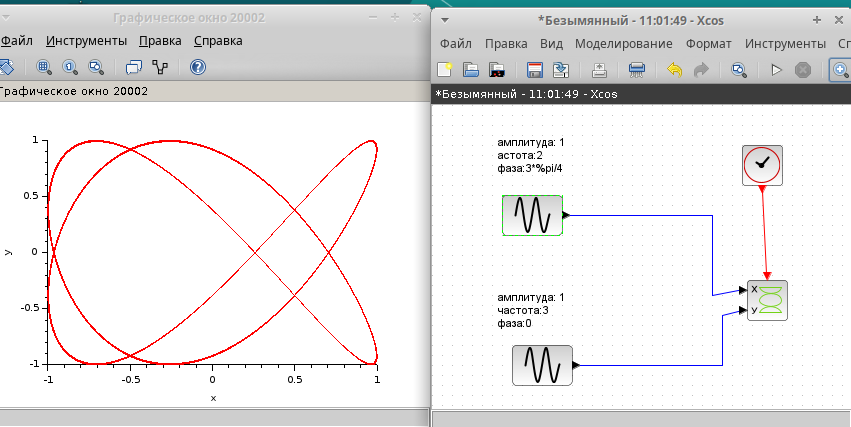 Графическое окно 20002
Файл Инструменты Правка Справка
Графическое окно 20002
1
0.5
0
-0.5
-1
y
-1 -0.5 0 0.5 1
x
*Безымянный - 11:01:49 - Xcos
Файл Правка Вид Моделирование Формат Инструменты Сп
*Безымянный - 11:01:49 - Xcos
амплитуда: 1
астота:2
фаза:3*%pi/4
амплитуда: 1
частота:3
фаза:0
X
У